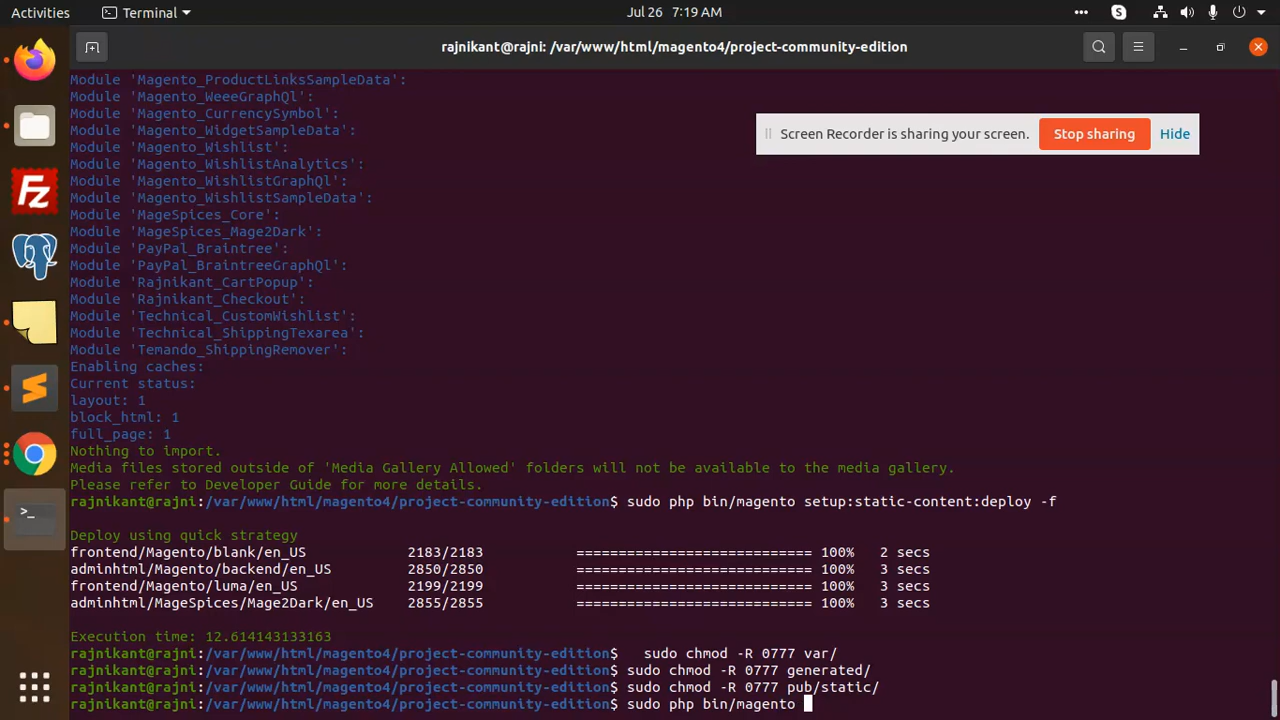 Activities
Terminal
Jul 26 7:19 AM
rajnikant@rajni: /var/www/html/magento4/project-community-edition
Module 'Magento_ProductLinksSampleData':
Module 'Magento_WeeeGraphQl':
Module 'Magento_CurrencySymbol':
Module 'Magento_WidgetSampleData':
Module 'Magento_Wishlist':
Module 'Magento_WishlistAnalytics':
Module 'Magento_WishlistGraphQl':
Module 'Magento_WishlistSampleData':
Module 'MageSpices_Core':
Module 'MageSpices_Mage2Dark':
Module 'PayPal_Braintree':
Module 'PayPal_BraintreeGraphQl':
Module 'Rajnikant_CartPopup':
Module 'Rajnikant_Checkout':
Module 'Technical_CustomWishlist':
Module 'Technical_ShippingTexarea':
Module 'Temando_ShippingRemover':
Screen Recorder is sharing your screen.
Stop sharing
Hide
Enabling caches:
Current status:
layout: 1
block_html: 1
full_page: 1
Nothing to import.
Media files stored outside of 'Media Gallery Allowed' folders will not be available to the media gallery.
Please refer to Developer Guide for more details.
rajnikant@rajni:/var/www/html/magento4/project-community-edition$ sudo php bin/magento setup:static-content:deploy -f
Deploy using quick strategy
frontend/Magento/blank/en_US 2183/2183 ============================ 100% 2 secs
adminhtml/Magento/backend/en_US 2850/2850 ============================ 100% 3 secs
frontend/Magento/luma/en_US 2199/2199 ============================ 100% 3 secs
adminhtml/MageSpices/Mage2Dark/en_US 2855/2855 ============================ 100% 3 secs
Execution time: 12.614143133163
rajnikant@rajni:/var/www/html/magento4/project-community-edition$ sudo chmod -R 0777 var/
rajnikant@rajni:/var/www/html/magento4/project-community-edition$ sudo chmod -R 0777 generated/
rajnikant@rajni:/var/www/html/magento4/project-community-edition$ sudo chmod -R 0777 pub/static/
rajnikant@rajni:/var/www/html/magento4/project-community-edition$ sudo php bin/magento